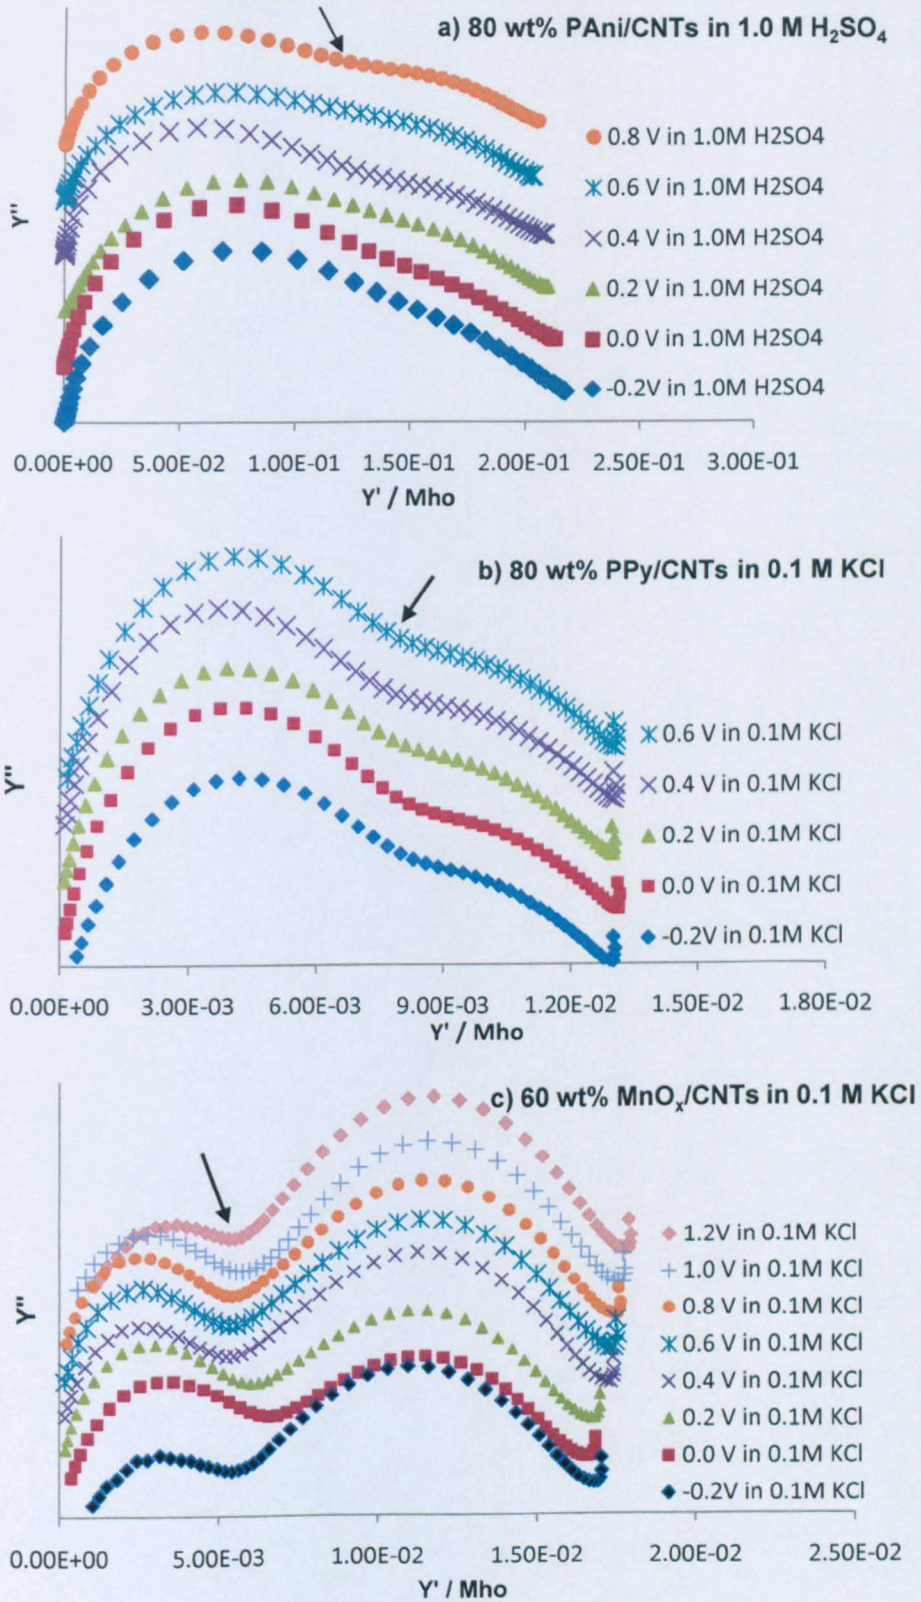 a) 80 wt% PAni/CNTs in 1.0 M H₂SO₄
0.8 V in 1.0M H2SO4
0.6 V in 1.0M H2SO4
0.4 V in 1.0M H2SO4
0.2 V in 1.0M H2SO4
0.0 V in 1.0M H2SO4
-0.2V in 1.0M H2SO4
Y''
0.00E+00 5.00E-02 1.00E-01 1.50E-01 2.00E-01 2.50E-01 3.00E-01
Y' / Mho
b) 80 wt% PPy/CNTs in 0.1 M KCl
0.6 V in 0.1M KCl
0.4 V in 0.1M KCl
0.2 V in 0.1M KCl
0.0 V in 0.1M KCl
-0.2V in 0.1M KCl
Y''
0.00E+00 3.00E-03 6.00E-03 9.00E-03 1.20E-02 1.50E-02 1.80E-02
Y' / Mho
c) 60 wt% MnOₓ/CNTs in 0.1 M KCl
1.2V in 0.1M KCl
1.0 V in 0.1M KCl
0.8 V in 0.1M KCl
0.6 V in 0.1M KCl
0.4 V in 0.1M KCl
0.2 V in 0.1M KCl
0.0 V in 0.1M KCl
-0.2V in 0.1M KCl
Y''
0.00E+00 5.00E-03 1.00E-02 1.50E-02 2.00E-02 2.50E-02
Y' / Mho